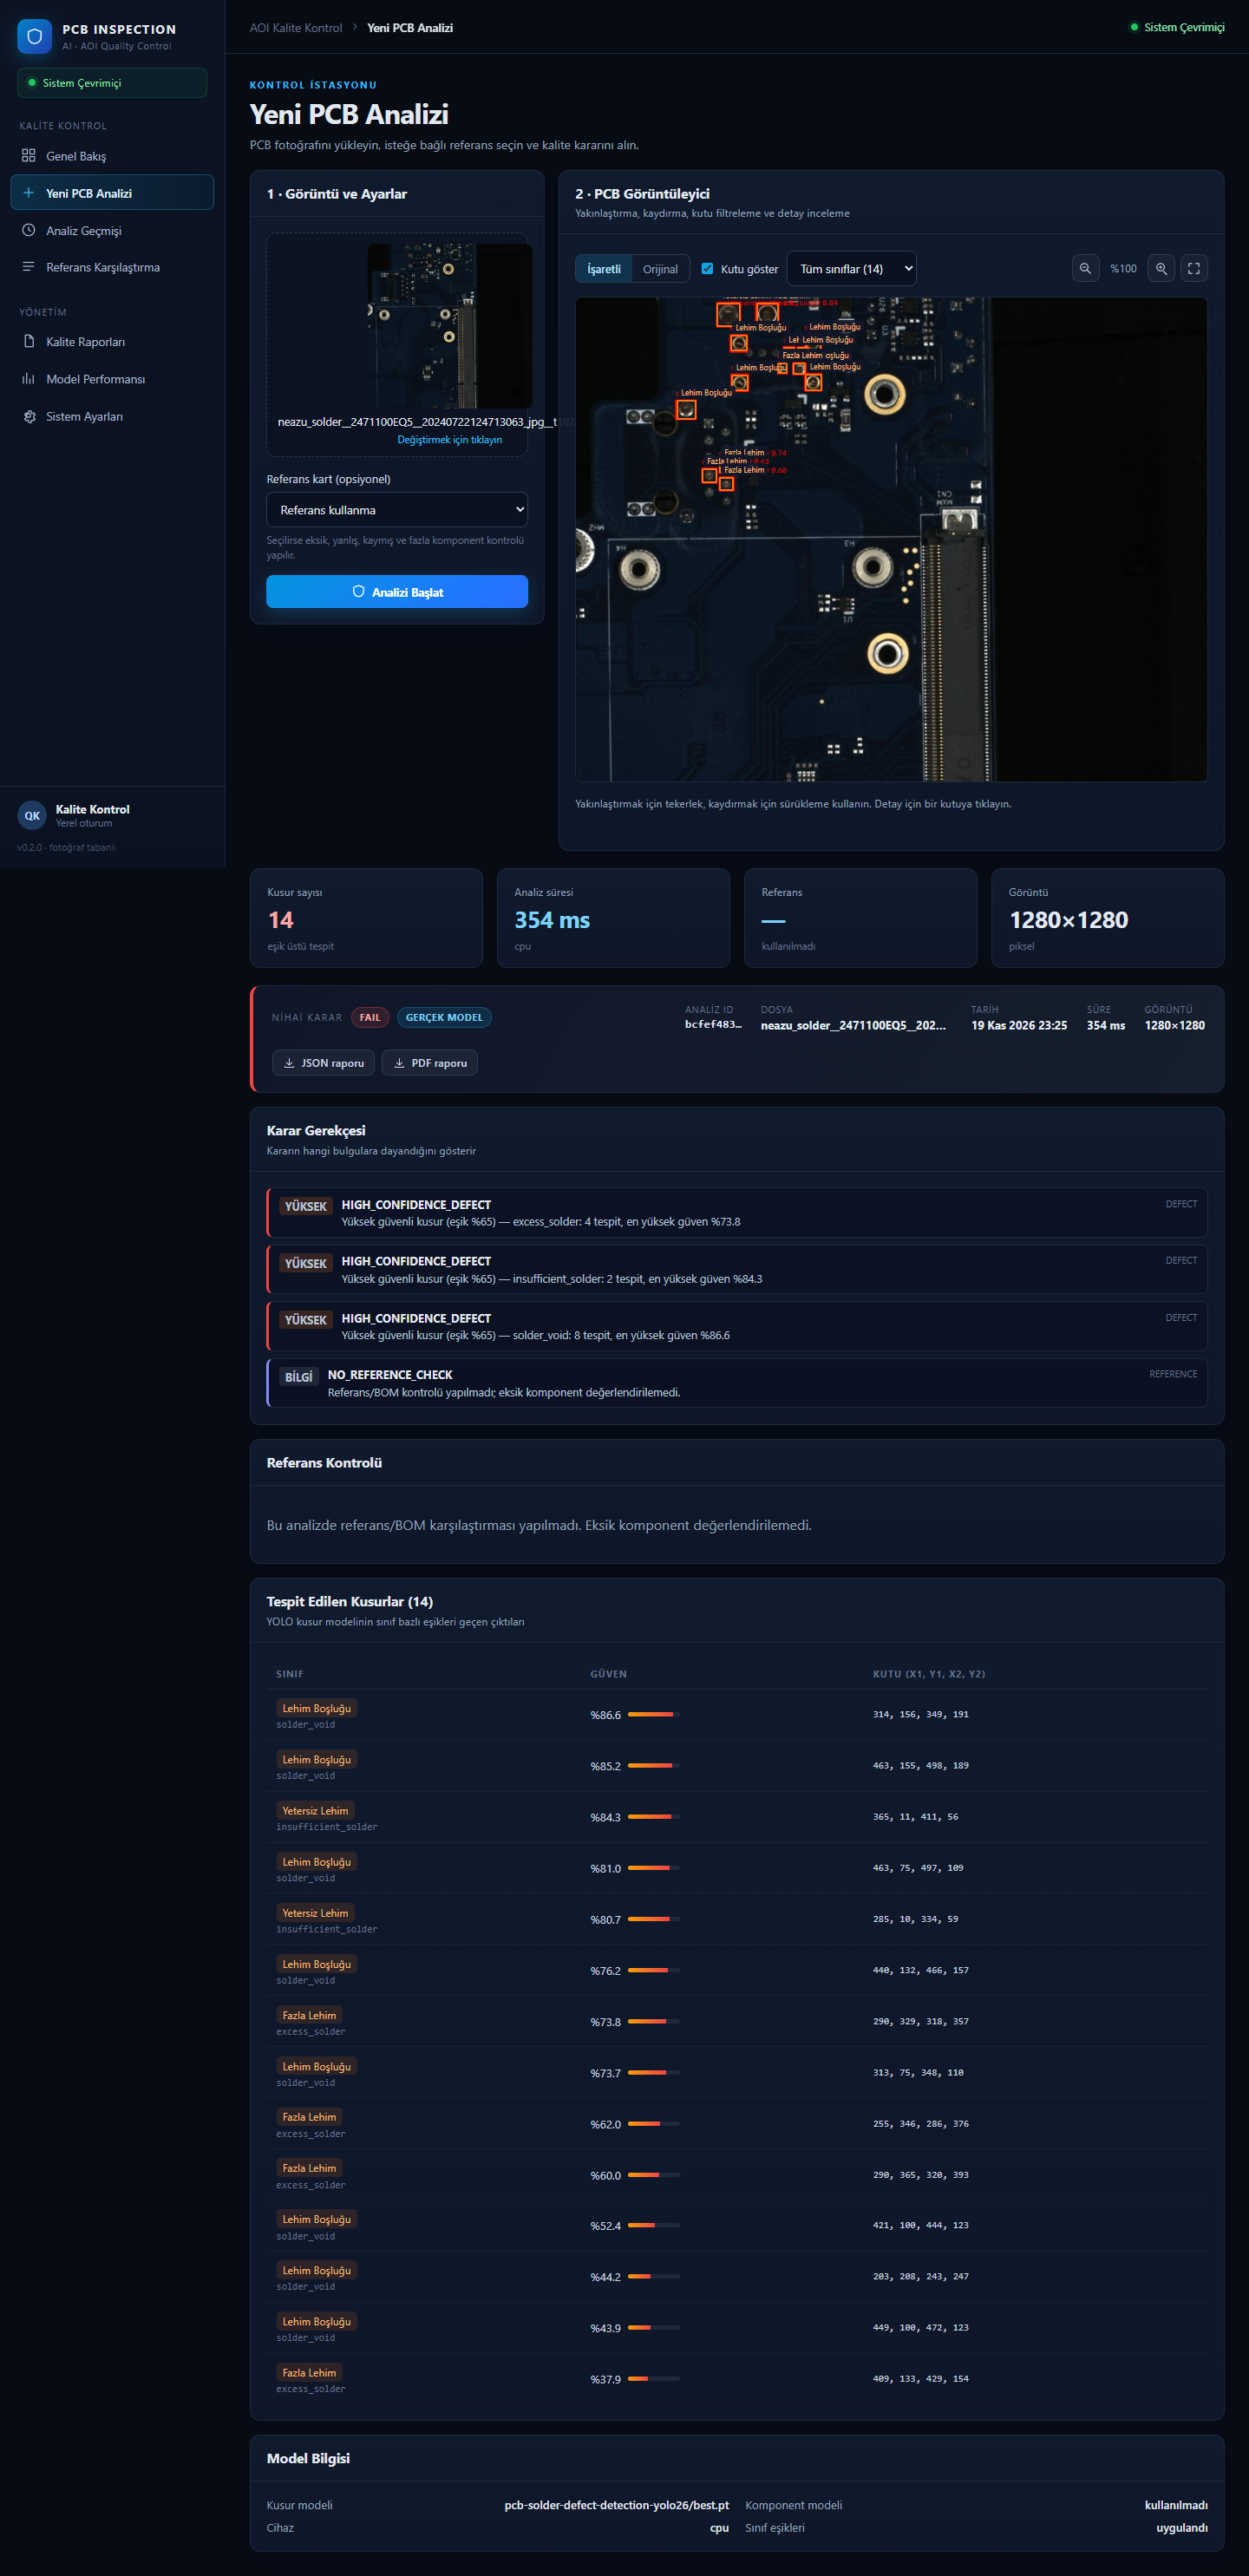 PCB INSPECTION
AI · AOI Quality Control
Sistem Çevrimiçi
KALİTE KONTROL
Genel Bakış
Yeni PCB Analizi
Analiz Geçmişi
Referans Karşılaştırma
YÖNETİM
Kalite Raporları
Model Performansı
Sistem Ayarları
QK
Kalite Kontrol
Yerel oturum
v0.2.0 · fotoğraf tabanlı
AOI Kalite Kontrol > Yeni PCB Analizi
Sistem Çevrimiçi
KONTROL İSTASYONU
Yeni PCB Analizi
PCB fotoğrafını yükleyin, isteğe bağlı referans seçin ve kalite kararını alın.
1 · Görüntü ve Ayarlar
neazu_solder__2471100EQ5__20240722124713063_jpg__t192
Değiştirmek için tıklayın
Referans kart (opsiyonel)
Referans kullanma
Seçilirse eksik, yanlış, kaymış ve fazla komponent kontrolü
yapılır.
Analizi Başlat
2 · PCB Görüntüleyici
Yakınlaştırma, kaydırma, kutu filtreleme ve detay inceleme
İşaretli Orijinal Kutu göster Tüm sınıflar (14) %100
0.84
Lehim Boşluğu Lehim Boşluğu
Lehim Boşluğu
Fazla Lehim oşluğu
Lehim Boşluğu Lehim Boşluğu
Lehim Boşluğu
Fazla Lehim 0.74
Fazla Lehim
Fazla Lehim 0.60
U3
CN1
MXM
MH2
H4
H3
U1
Yakınlaştırmak için tekerlek, kaydırmak için sürükleme kullanın. Detay için bir kutuya tıklayın.
Kusur sayısı
14
eşik üstü tespit
Analiz süresi
354 ms
cpu
Referans
—
kullanılmadı
Görüntü
1280×1280
piksel
NİHAİ KARAR FAIL GERÇEK MODEL
ANALİZ ID
bcfef483…
DOSYA
neazu_solder__2471100EQ5__202…
TARİH
19 Kas 2026 23:25
SÜRE
354 ms
GÖRÜNTÜ
1280×1280
JSON raporu
PDF raporu
Karar Gerekçesi
Kararın hangi bulgulara dayandığını gösterir
YÜKSEK HIGH_CONFIDENCE_DEFECT DEFECT
Yüksek güvenli kusur (eşik %65) — excess_solder: 4 tespit, en yüksek güven %73.8
YÜKSEK HIGH_CONFIDENCE_DEFECT DEFECT
Yüksek güvenli kusur (eşik %65) — insufficient_solder: 2 tespit, en yüksek güven %84.3
YÜKSEK HIGH_CONFIDENCE_DEFECT DEFECT
Yüksek güvenli kusur (eşik %65) — solder_void: 8 tespit, en yüksek güven %86.6
BİLGİ NO_REFERENCE_CHECK REFERENCE
Referans/BOM kontrolü yapılmadı; eksik komponent değerlendirilemedi.
Referans Kontrolü
Bu analizde referans/BOM karşılaştırması yapılmadı. Eksik komponent değerlendirilemedi.
Tespit Edilen Kusurlar (14)
YOLO kusur modelinin sınıf bazlı eşikleri geçen çıktıları
SINIF GÜVEN KUTU (X1, Y1, X2, Y2)
Lehim Boşluğu
solder_void
%86.6 314, 156, 349, 191
Lehim Boşluğu
solder_void
%85.2 463, 155, 498, 189
Yetersiz Lehim
insufficient_solder
%84.3 365, 11, 411, 56
Lehim Boşluğu
solder_void
%81.0 463, 75, 497, 109
Yetersiz Lehim
insufficient_solder
%80.7 285, 10, 334, 59
Lehim Boşluğu
solder_void
%76.2 440, 132, 466, 157
Fazla Lehim
excess_solder
%73.8 290, 329, 318, 357
Lehim Boşluğu
solder_void
%73.7 313, 75, 348, 110
Fazla Lehim
excess_solder
%62.0 255, 346, 286, 376
Fazla Lehim
excess_solder
%60.0 290, 365, 320, 393
Lehim Boşluğu
solder_void
%52.4 421, 100, 444, 123
Lehim Boşluğu
solder_void
%44.2 203, 208, 243, 247
Lehim Boşluğu
solder_void
%43.9 449, 100, 472, 123
Fazla Lehim
excess_solder
%37.9 409, 133, 429, 154
Model Bilgisi
Kusur modeli pcb-solder-defect-detection-yolo26/best.pt
Komponent modeli kullanılmadı
Cihaz cpu
Sınıf eşikleri uygulandı